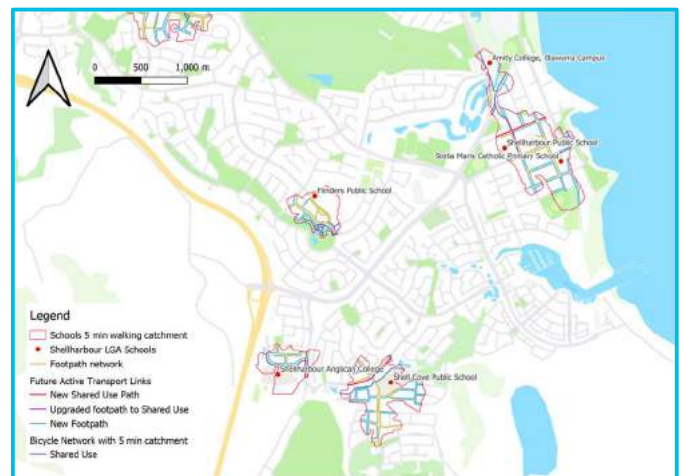 0 500 1,000 m
Amity College, Illawarra Campus
Shellharbour Public School
Stella Maris Catholic Primary School
Flinders Public School
Shellharbour Anglican College
Shell Cove Public School
Legend
Schools 5 min walking catchment
Shellharbour LGA Schools
Footpath network
Future Active Transport Links
New Shared Use Path
Upgraded footpath to Shared Use
New Footpath
Bicycle Network with 5 min catchment
Shared Use